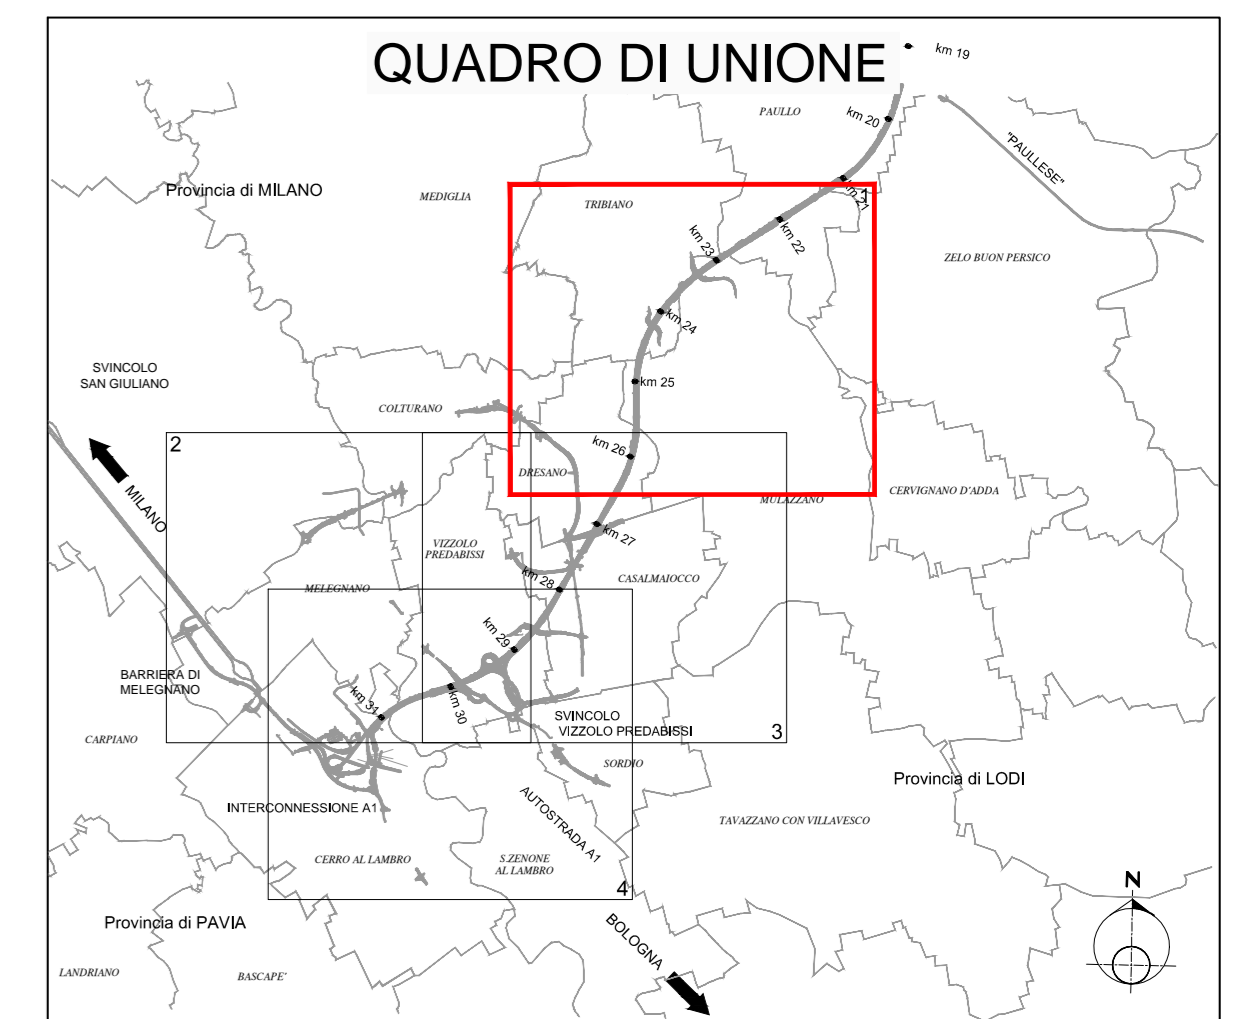 QUADRO DI UNIONE
km 19
PAULLO
km 20
"PAULLESE"
Provincia di MILANO
MEDIGLIA
TRIBIANO
1
km 21
km 22
km 23
ZELO BUON PERSICO
km 24
SVINCOLO
SAN GIULIANO
km 25
COLTURANO
2
MILANO
km 26
DRESANO
MULAZZANO
CERVIGNANO D'ADDA
km 27
VIZZOLO
PREDABISSI
km 28
CASALMAIOCCO
MELEGNANO
km 29
BARRIERA DI
MELEGNANO
km 31
km 30
SVINCOLO
VIZZOLO PREDABISSI
3
CARPIANO
SORDIO
Provincia di LODI
INTERCONNESSIONE A1
AUTOSTRADA A1
TAVAZZANO CON VILLAVESCO
CERRO AL LAMBRO
S.ZENONE
AL LAMBRO
4
N
Provincia di PAVIA
BOLOGNA
LANDRIANO
BASCAPE'